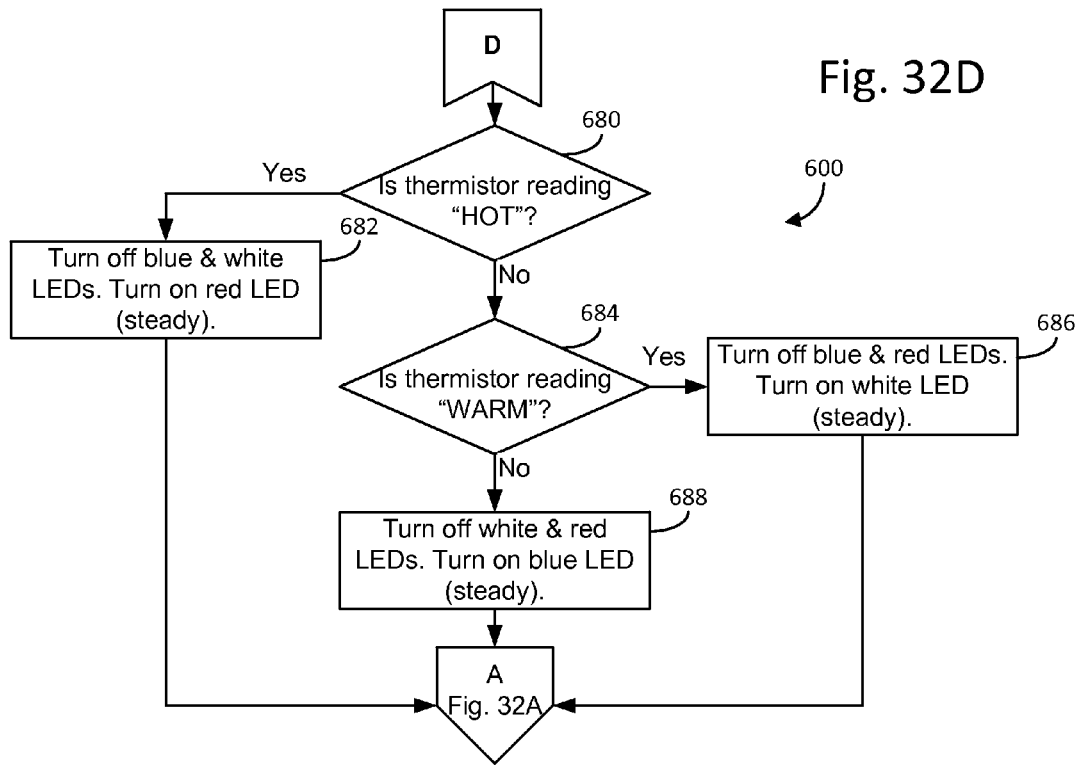 D
Fig. 32D
680
600
Yes
Is thermistor reading
“HOT”?
682
Turn off blue & white
LEDs. Turn on red LED
(steady).
No
684
Is thermistor reading
“WARM”?
Yes
686
Turn off blue & red LEDs.
Turn on white LED
(steady).
No
688
Turn off white & red
LEDs. Turn on blue LED
(steady).
A
Fig. 32A